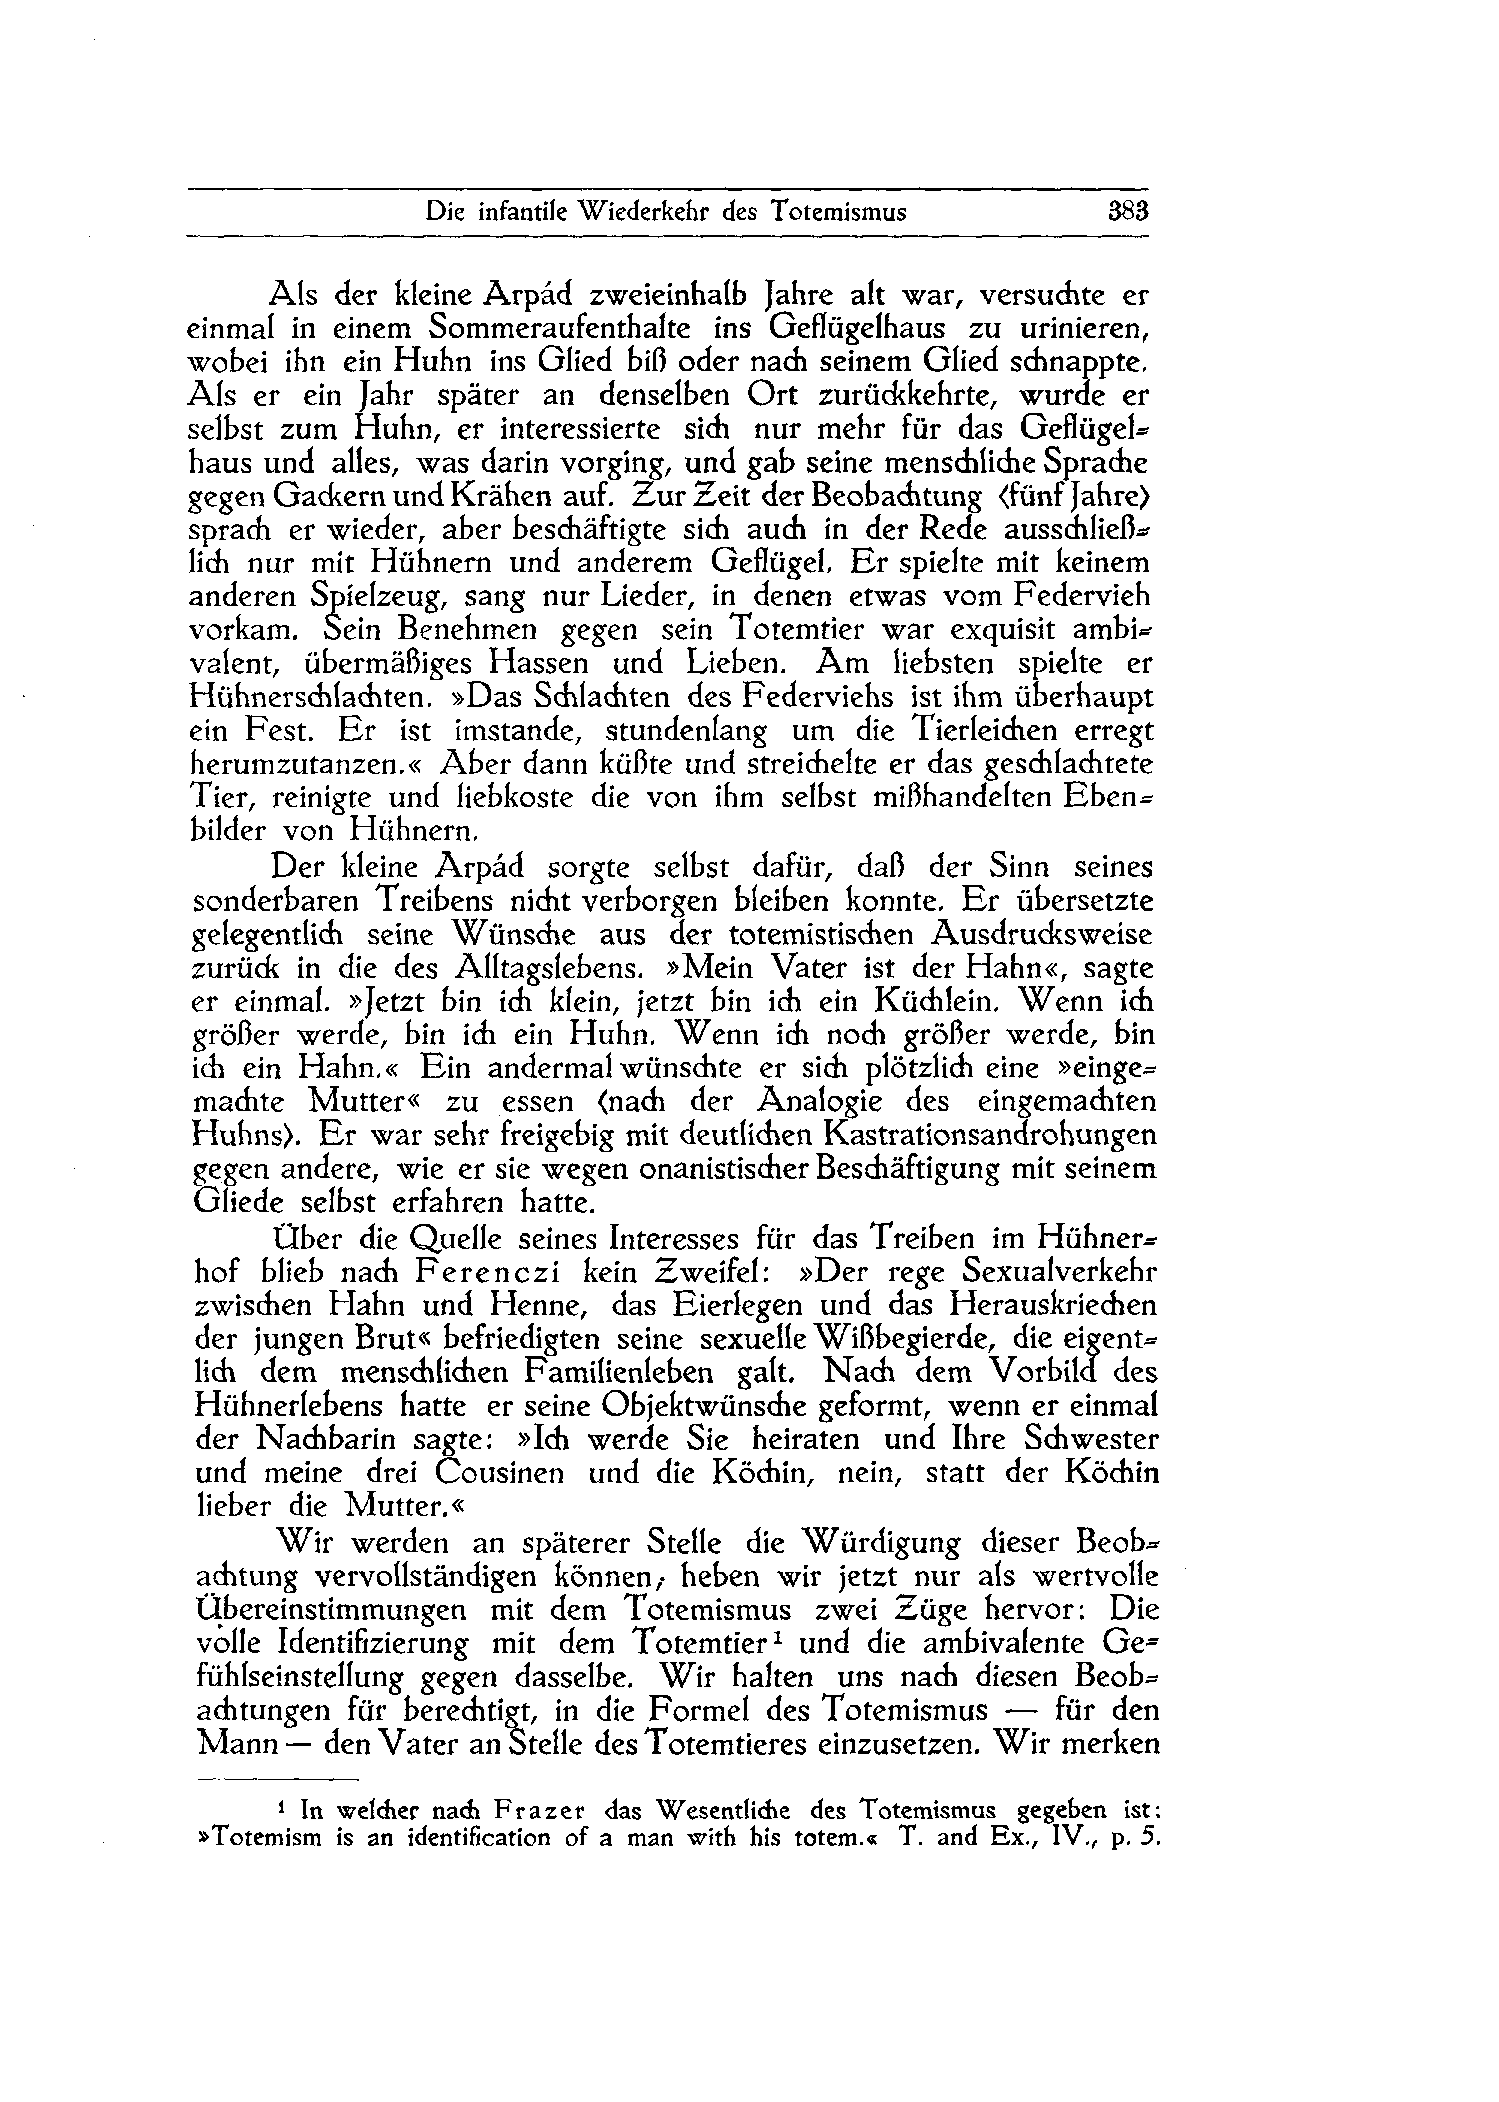 Die infantile Wiederkehr des Totemismus 383
Als der kleine Arpád zweieinhalb Jahre alt war, versuchte er
einmal in einem Sommeraufenthalte ins Geflügelhaus zu urinieren,
wobei ihn ein Huhn ins Glied biß oder nach seinem Glied schnappte.
Als er ein Jahr später an denselben Ort zurückkehrte, wurde er
selbst zum Huhn, er interessierte sich nur mehr für das Geflügel-
haus und alles, was darin vorging, und gab seine menschliche Sprache
gegen Gackern und Krähen auf. Zur Zeit der Beobachtung (fünf Jahre)
sprach er wieder, aber beschäftigte sich auch in der Rede ausschließ-
lich nur mit Hühnern und anderem Geflügel. Er spielte mit keinem
anderen Spielzeug, sang nur Lieder, in denen etwas vom Federvieh
vorkam. Sein Benehmen gegen sein Totemtier war exquisit ambi-
valent, übermäßiges Hassen und Lieben. Am liebsten spielte er
Hühnerschlachten. »Das Schlachten des Federviehs ist ihm überhaupt
ein Fest. Er ist imstande, stundenlang um die Tierleichen erregt
herumzutanzen.« Aber dann küßte und streichelte er das geschlachtete
Tier, reinigte und liebkoste die von ihm selbst mißhandelten Eben-
bilder von Hühnern.
Der kleine Arpád sorgte selbst dafür, daß der Sinn seines
sonderbaren Treibens nicht verborgen bleiben konnte. Er übersetzte
gelegentlich seine Wünsche aus der totemistischen Ausdrucksweise
zurück in die des Alltagslebens. »Mein Vater ist der Hahn«, sagte
er einmal. »Jetzt bin ich klein, jetzt bin ich ein Küchlein. Wenn ich
größer werde, bin ich ein Huhn. Wenn ich noch größer werde, bin
ich ein Hahn.« Ein andermal wünschte er sich plötzlich eine »einge-
machte Mutter« zu essen (nach der Analogie des eingemachten
Huhns). Er war sehr freigebig mit deutlichen Kastrationsandrohungen
gegen andere, wie er sie wegen onanistischer Beschäftigung mit seinem
Gliede selbst erfahren hatte.
Über die Quelle seines Interesses für das Treiben im Hühner-
hof blieb nach Ferenczi kein Zweifel: »Der rege Sexualverkehr
zwischen Hahn und Henne, das Eierlegen und das Herauskriechen
der jungen Brut« befriedigten seine sexuelle Wißbegierde, die eigent-
lich dem menschlichen Familienleben galt. Nach dem Vorbild des
Hühnerlebens hatte er seine Objektwünsche geformt, wenn er einmal
der Nachbarin sagte: »Ich werde Sie heiraten und Ihre Schwester
und meine drei Cousinen und die Köchin, nein, statt der Köchin
lieber die Mutter.«
Wir werden an späterer Stelle die Würdigung dieser Beob-
achtung vervollständigen können; heben wir jetzt nur als wertvolle
Übereinstimmungen mit dem Totemismus zwei Züge hervor: Die
volle Identifizierung mit dem Totemtier¹ und die ambivalente Ge-
fühlseinstellung gegen dasselbe. Wir halten uns nach diesen Beob-
achtungen für berechtigt, in die Formel des Totemismus — für den
Mann — den Vater an Stelle des Totemtieres einzusetzen. Wir merken
¹ In welcher nach Frazer das Wesentliche des Totemismus gegeben ist:
»Totemism is an identification of a man with his totem.« T. and Ex., IV., p. 5.